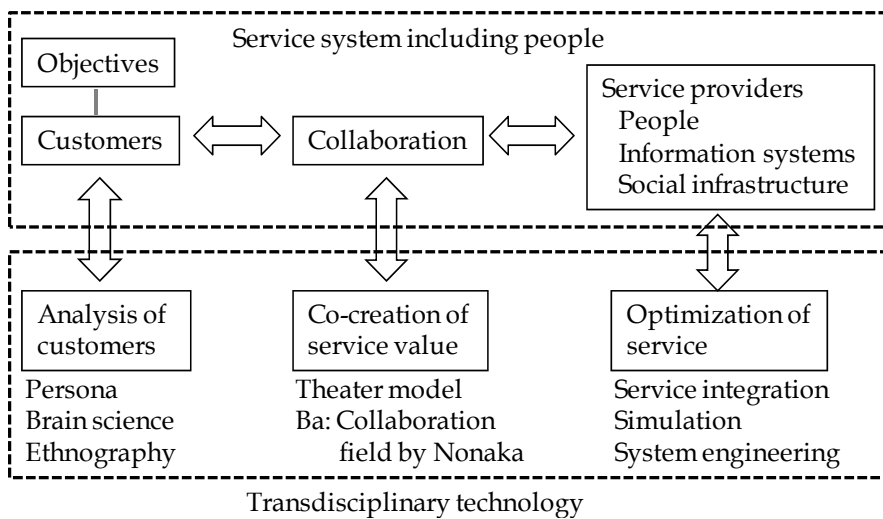 Service system including people
Objectives
Customers
Collaboration
Service providers
People
Information systems
Social infrastructure
Analysis of
customers
Persona
Brain science
Ethnography
Co-creation of
service value
Theater model
Ba: Collaboration
field by Nonaka
Optimization of
service
Service integration
Simulation
System engineering
Transdisciplinary technology